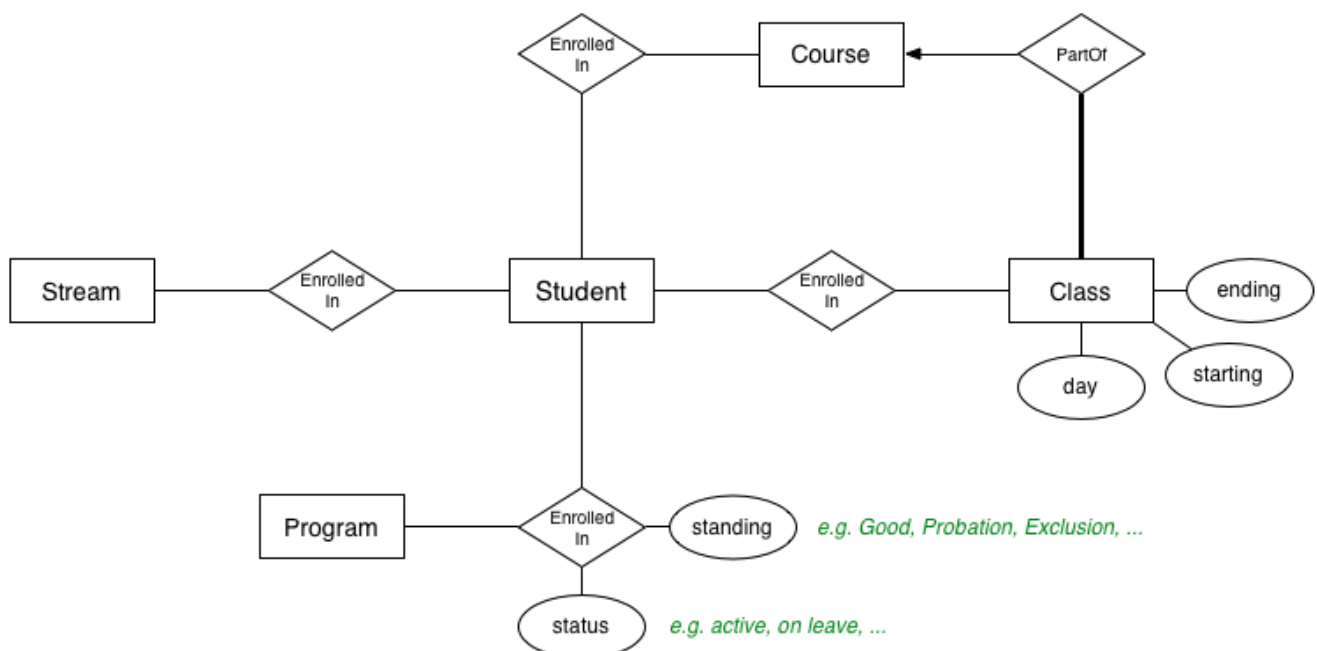 Enrolled
In
Course
PartOf
Stream
Enrolled
In
Student
Enrolled
In
Class
ending
starting
day
Program
Enrolled
In
standing
e.g. Good, Probation, Exclusion, ...
status
e.g. active, on leave, ...